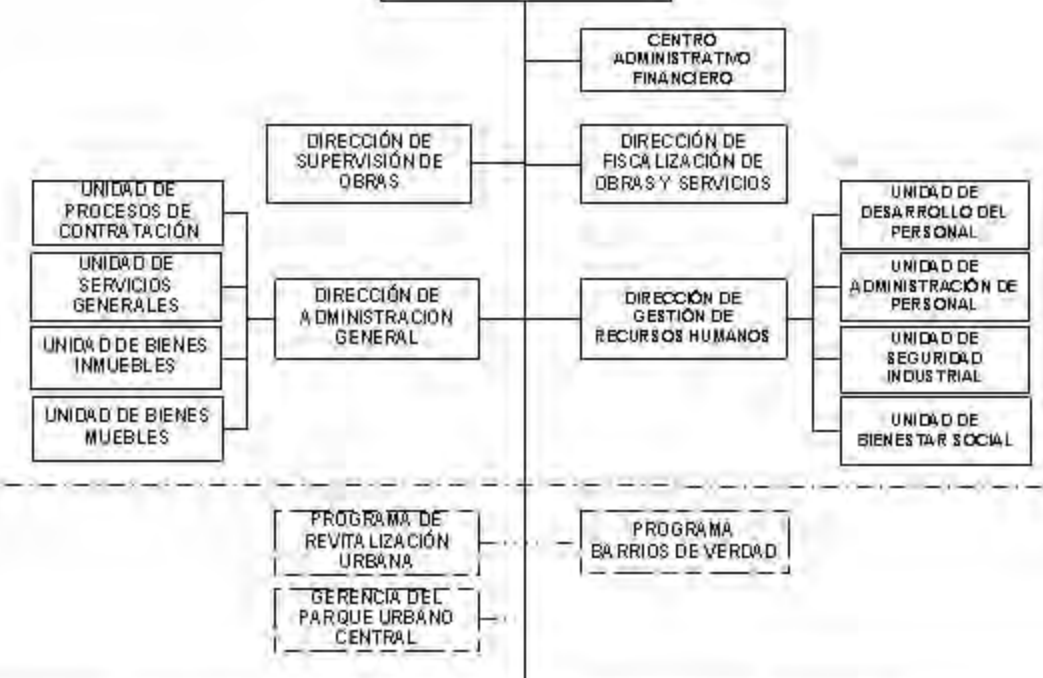 CENTRO
ADMINISTRATIVO
FINANCIERO
DIRECCIÓN DE
SUPERVISIÓN DE
OBRAS
DIRECCIÓN DE
FISCALIZACIÓN DE
OBRAS Y SERVICIOS
UNIDAD DE
PROCESOS DE
CONTRATACIÓN
UNIDAD DE
SERVICIOS
GENERALES
UNIDAD DE BIENES
INMUEBLES
UNIDAD DE BIENES
MUEBLES
DIRECCIÓN DE
ADMINISTRACION
GENERAL
DIRECCIÓN DE
GESTIÓN DE
RECURSOS HUMANOS
UNIDAD DE
DESARROLLO DEL
PERSONAL
UNIDAD DE
ADMINISTRACIÓN DE
PERSONAL
UNIDAD DE
SEGURIDAD
INDUSTRIAL
UNIDAD DE
BIENESTAR SOCIAL
PROGRAMA DE
REVITALIZACIÓN
URBANA
PROGRAMA
BARRIOS DE VERDAD
GERENCIA DEL
PARQUE URBANO
CENTRAL